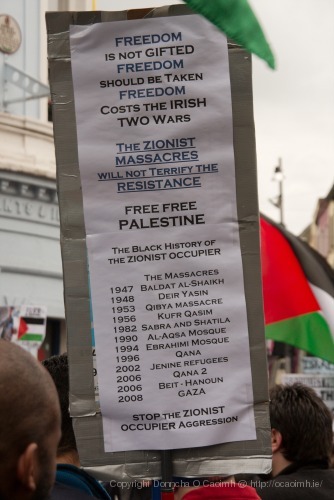 FREEDOM
IS NOT GIFTED
FREEDOM
SHOULD BE TAKEN
FREEDOM
COSTS THE IRISH
TWO WARS
THE ZIONIST
MASSACRES
WILL NOT TERRIFY THE
RESISTANCE
FREE FREE
PALESTINE
THE BLACK HISTORY OF
THE ZIONIST OCCUPIER
THE MASSACRES
1947 BALDAT AL-SHAIKH
1948 DEIR YASIN
1953 QIBYA MASSACRE
1956 KUFR QASIM
1982 SABRA AND SHATILA
1990 AL-AQSA MOSQUE
1994 EBRAHIMI MOSQUE
1996 QANA
2002 JENINE REFUGEES
2006 QANA 2
2006 BEIT - HANOUN
2008 GAZA
STOP THE ZIONIST
OCCUPIER AGGRESSION
Copyright Donncha O Caoimh @ http://ocaoimh.ie/